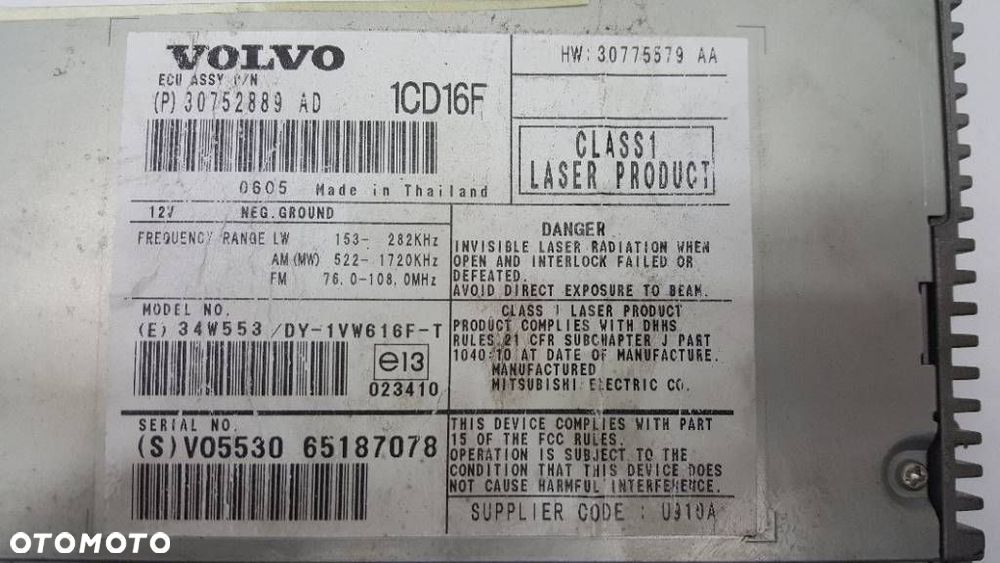 VOLVO
ECU ASSY P/N
(P) 30752889 AD
1CD16F
0605 Made in Thailand
HW: 30775579 AA
CLASS1
LASER PRODUCT
12V NEG.GROUND
FREQUENCY RANGE LW 153- 282KHz
AM (MW) 522- 1720KHz
FM 76.0-108.0MHz
DANGER
INVISIBLE LASER RADIATION WHEN
OPEN AND INTERLOCK FAILED OR
DEFEATED.
AVOID DIRECT EXPOSURE TO BEAM.
MODEL NO.
(E) 34W553 /DY-1VW616F-T
e13
023410
CLASS 1 LASER PRODUCT
PRODUCT COMPLIES WITH DHHS
RULES 21 CFR SUBCHAPTER J PART
1040:10 AT DATE OF MANUFACTURE.
MANUFACTURED
MITSUBISHI ELECTRIC CO.
SERIAL NO.
(S) VO5530 65187078
THIS DEVICE COMPLIES WITH PART
15 OF THE FCC RULES.
OPERATION IS SUBJECT TO THE
CONDITION THAT THIS DEVICE DOES
NOT CAUSE HARMFUL INTERFERENCE.
SUPPLIER CODE : U910A
OTOMOTO